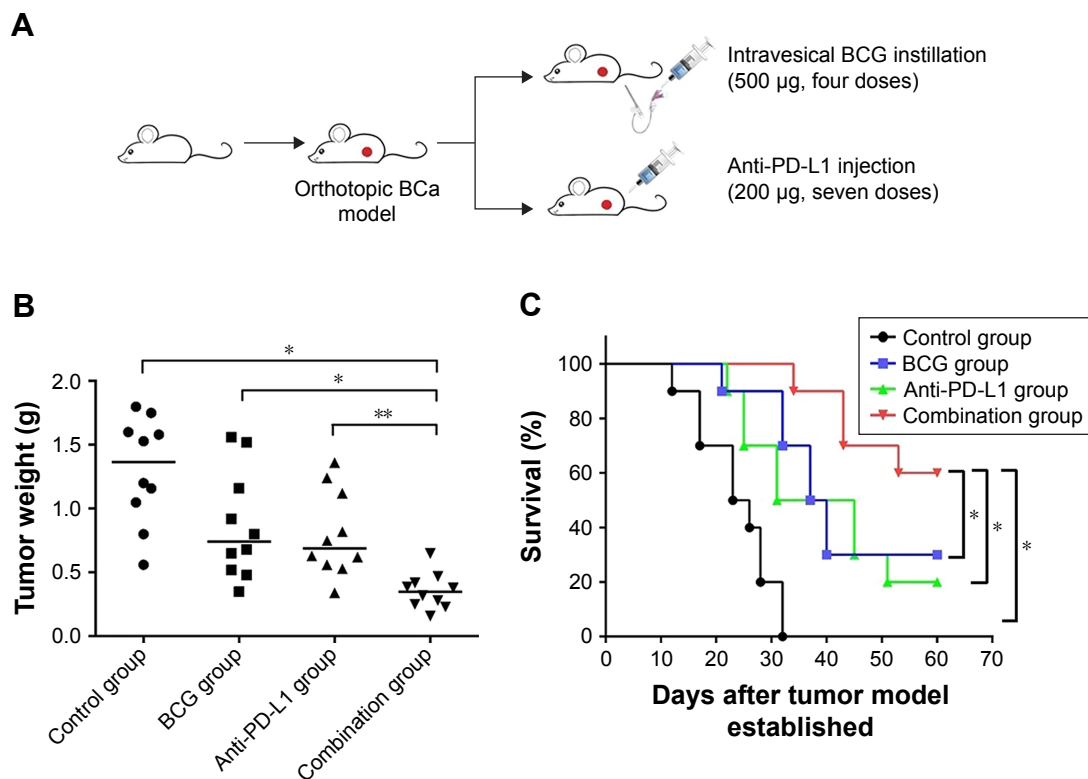 A
Intravesical BCG instillation
(500 µg, four doses)
Orthotopic BCa
model
Anti-PD-L1 injection
(200 µg, seven doses)
B
*
*
**
2.0
1.5
1.0
0.5
0.0
Tumor weight (g)
Control group
BCG group
Anti-PD-L1 group
Combination group
C
Control group
BCG group
Anti-PD-L1 group
Combination group
100
80
60
40
20
0
Survival (%)
*
*
*
0 10 20 30 40 50 60 70
Days after tumor model
established